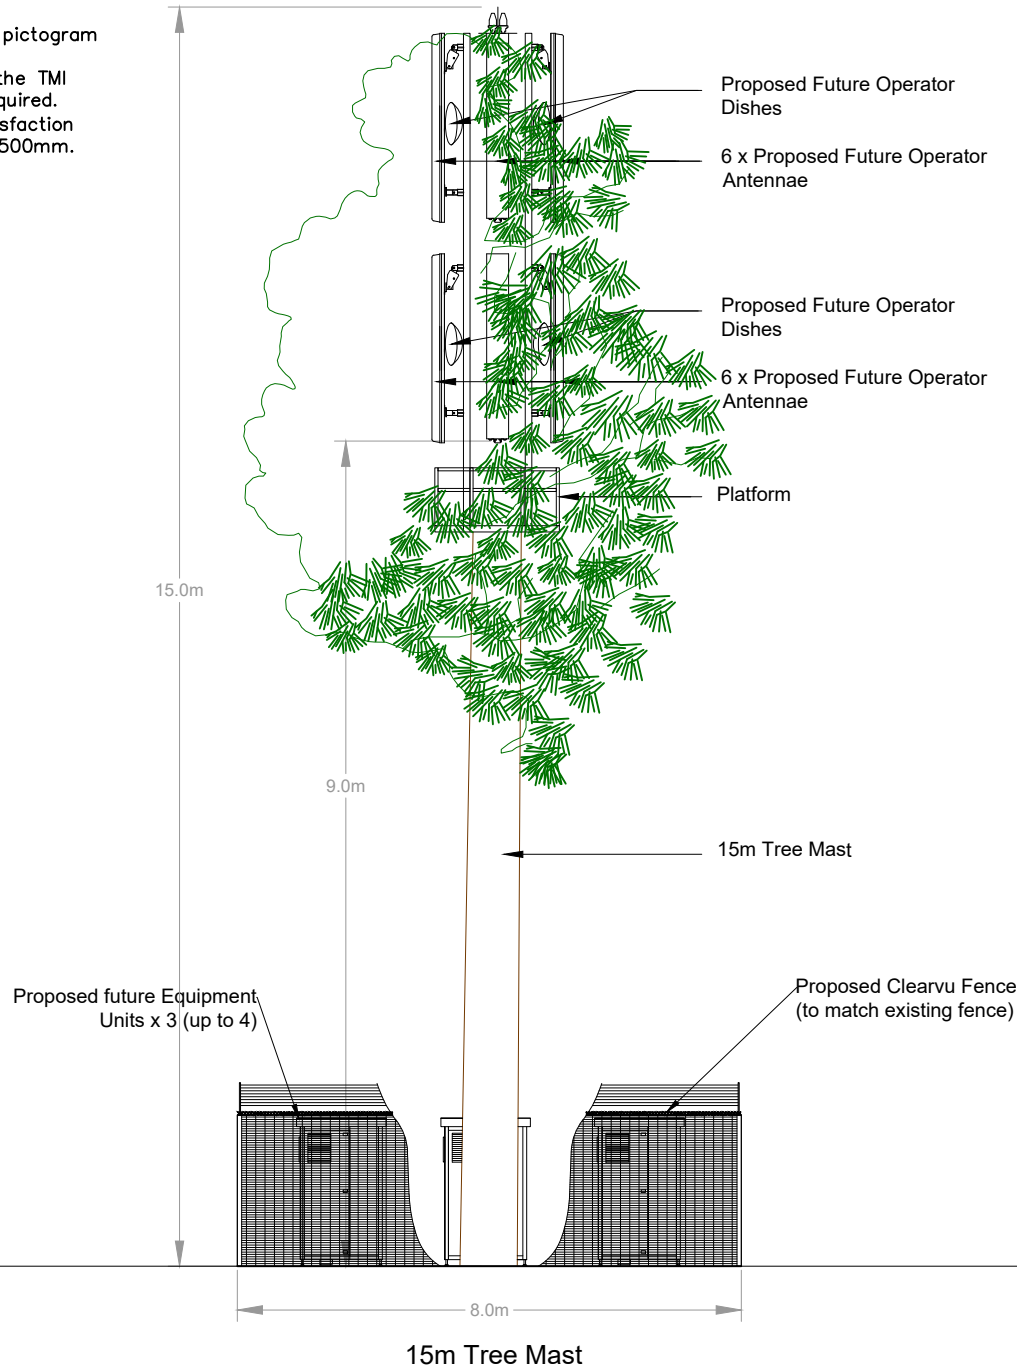 pictogram
the TMI
quired.
sfaction
500mm.
Proposed Future Operator
Dishes
6 x Proposed Future Operator
Antennae
Proposed Future Operator
Dishes
6 x Proposed Future Operator
Antennae
Platform
15.0m
9.0m
15m Tree Mast
Proposed future Equipment
Units x 3 (up to 4)
Proposed Clearvu Fence
(to match existing fence)
8.0m
15m Tree Mast